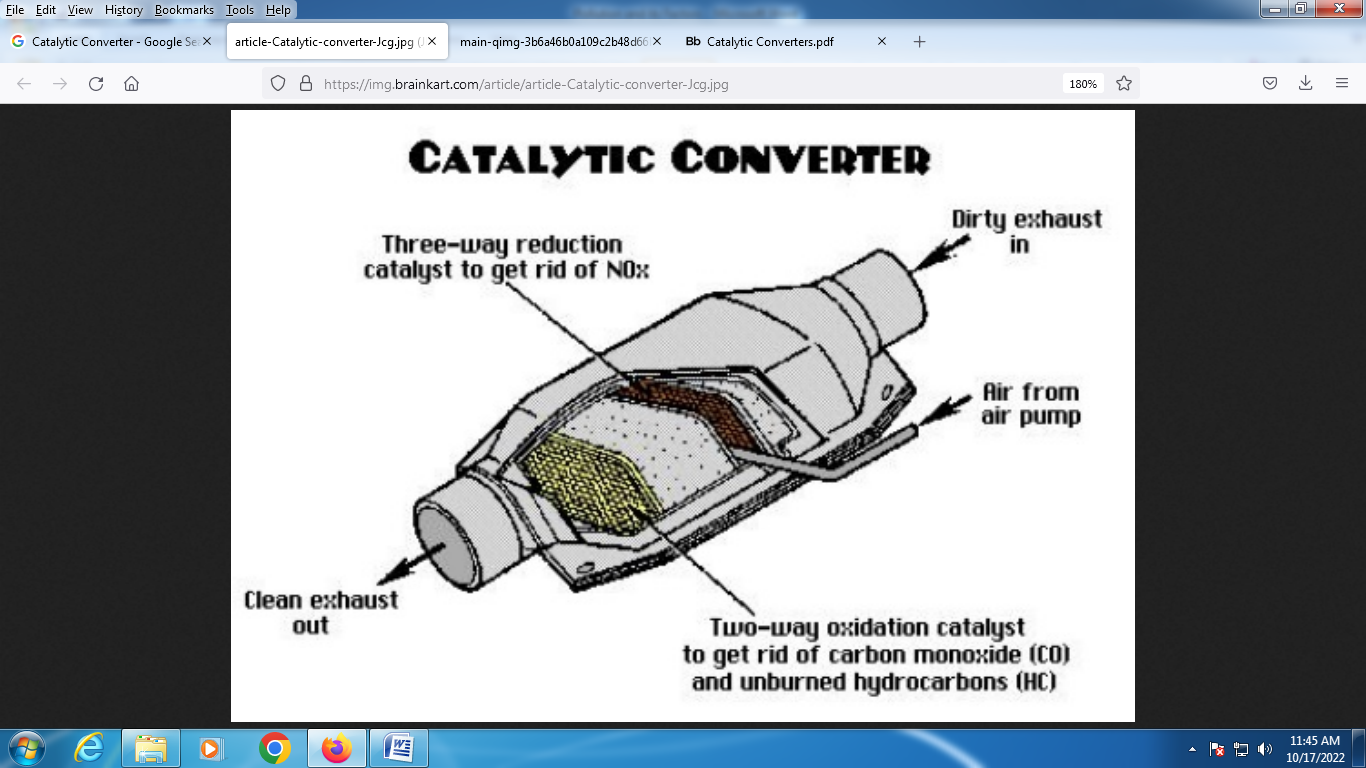 File Edit View History Bookmarks Tools Help
Catalytic Converter - Google Se
article-Catalytic-converter-Jcg.jpg (J
main-qimg-3b6a46b0a109c2b48d66
Bb Catalytic Converters.pdf
https://img.brainkart.com/article/article-Catalytic-converter-Jcg.jpg
180%
CATALYTIC CONVERTER
Dirty exhaust
in
Three-way reduction
catalyst to get rid of NOx
Air from
air pump
Clean exhaust
out
Two-way oxidation catalyst
to get rid of carbon monoxide (CO)
and unburned hydrocarbons (HC)
11:45 AM
10/17/2022